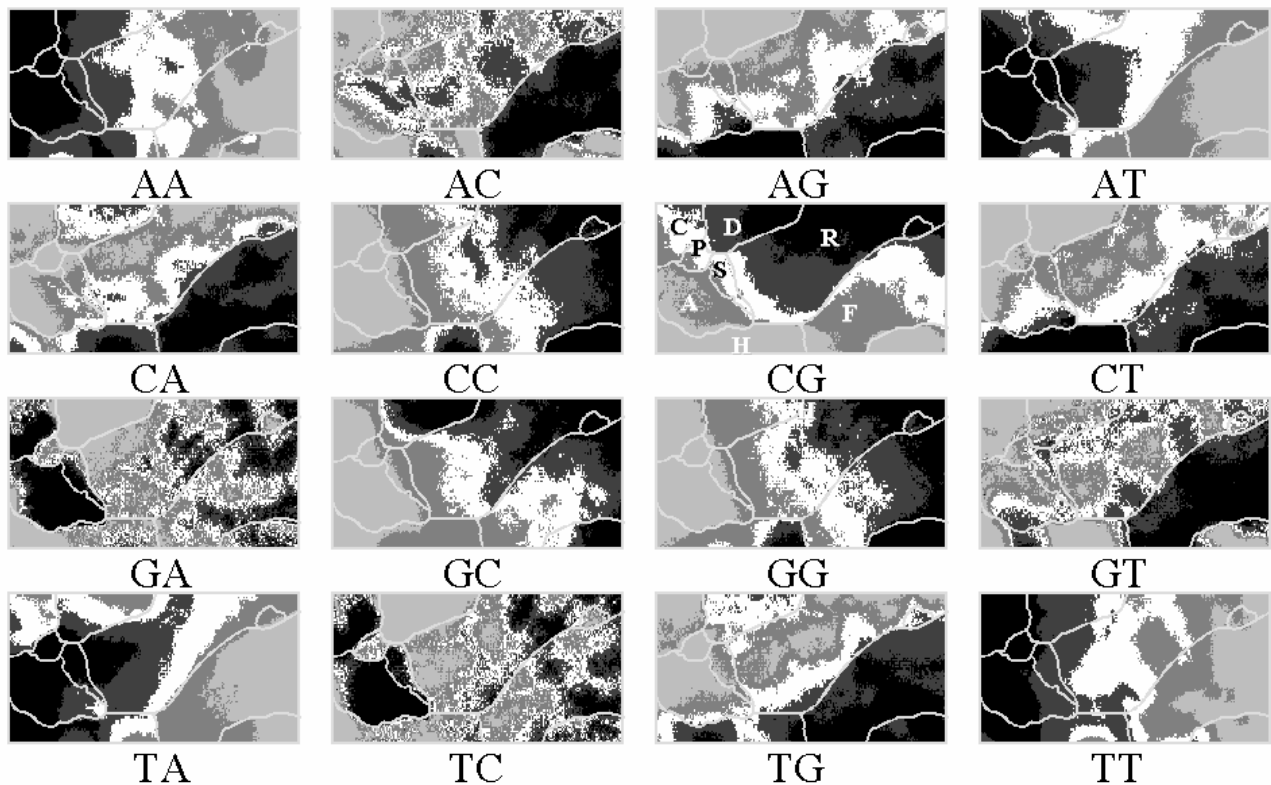 AA AC AG AT
C D R
P
S
A F
H
CA CC CG CT
GA GC GG GT
TA TC TG TT